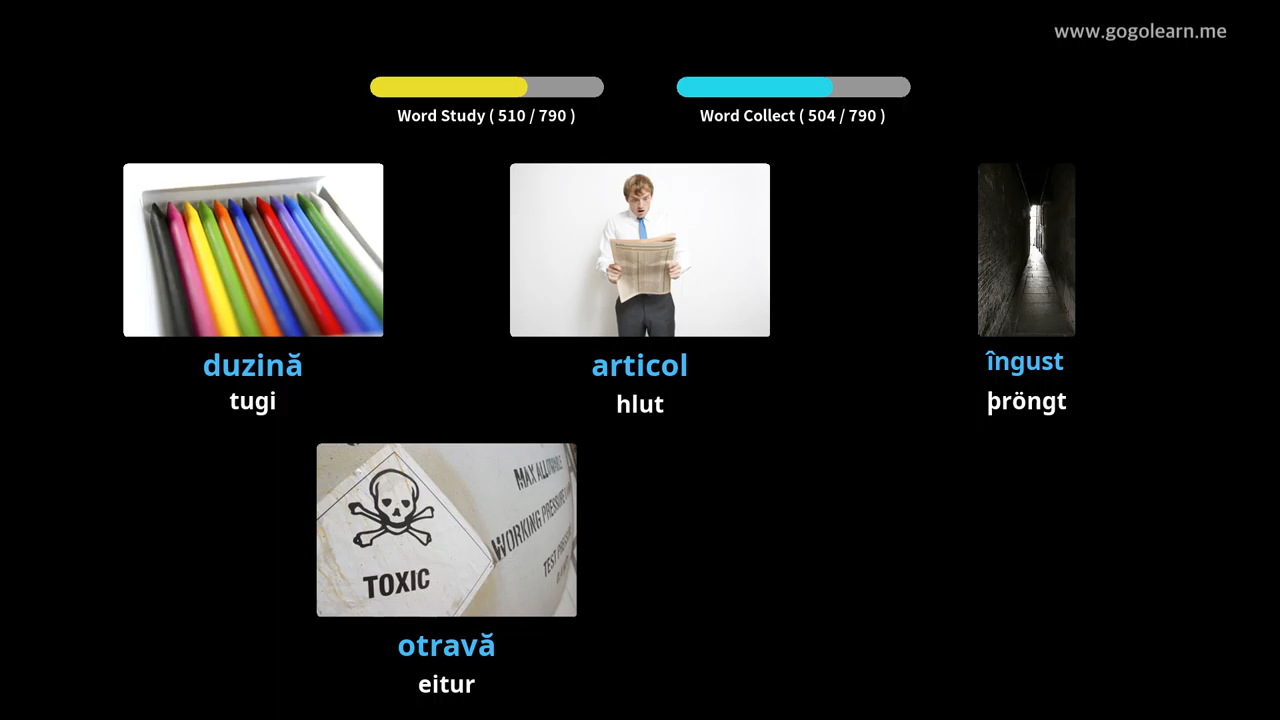 www.gogolearn.me
Word Study ( 510 / 790 )
Word Collect ( 504 / 790 )
duzină
articol
îngust
tugi
hlut
þröngt
TOXIC
MAX ALLOWABLE
WORKING PRESSURE
TEST PRESSURE
otravă
eitur